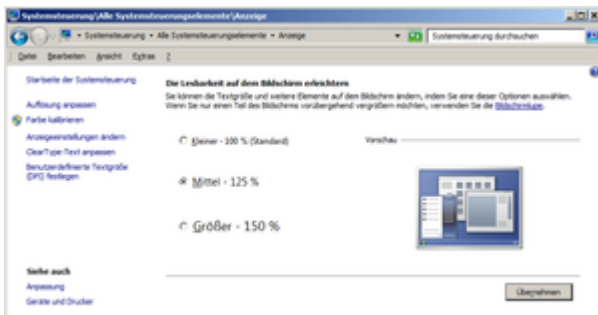 Systemsteuerung\Alle Systemsteuerungselemente\Anzeige
Systemsteuerung ▸ Alle Systemsteuerungselemente ▸ Anzeige
Systemsteuerung durchsuchen
Datei Bearbeiten Ansicht Extras ?
Startseite der Systemsteuerung
Auflösung anpassen
Farbe kalibrieren
Anzeigeeinstellungen ändern
ClearType-Text anpassen
Benutzerdefinierte Textgröße
(DPI) festlegen
Siehe auch
Anpassung
Geräte und Drucker
Die Lesbarkeit auf dem Bildschirm erleichtern
Sie können die Textgröße und weitere Elemente auf dem Bildschirm ändern, indem Sie eine dieser Optionen auswählen.
Wenn Sie nur einen Teil des Bildschirms vorübergehend vergrößern möchten, verwenden Sie die Bildschirmlupe.
Kleiner - 100 % (Standard)
Vorschau
Mittel - 125 %
Größer - 150 %
Übernehmen